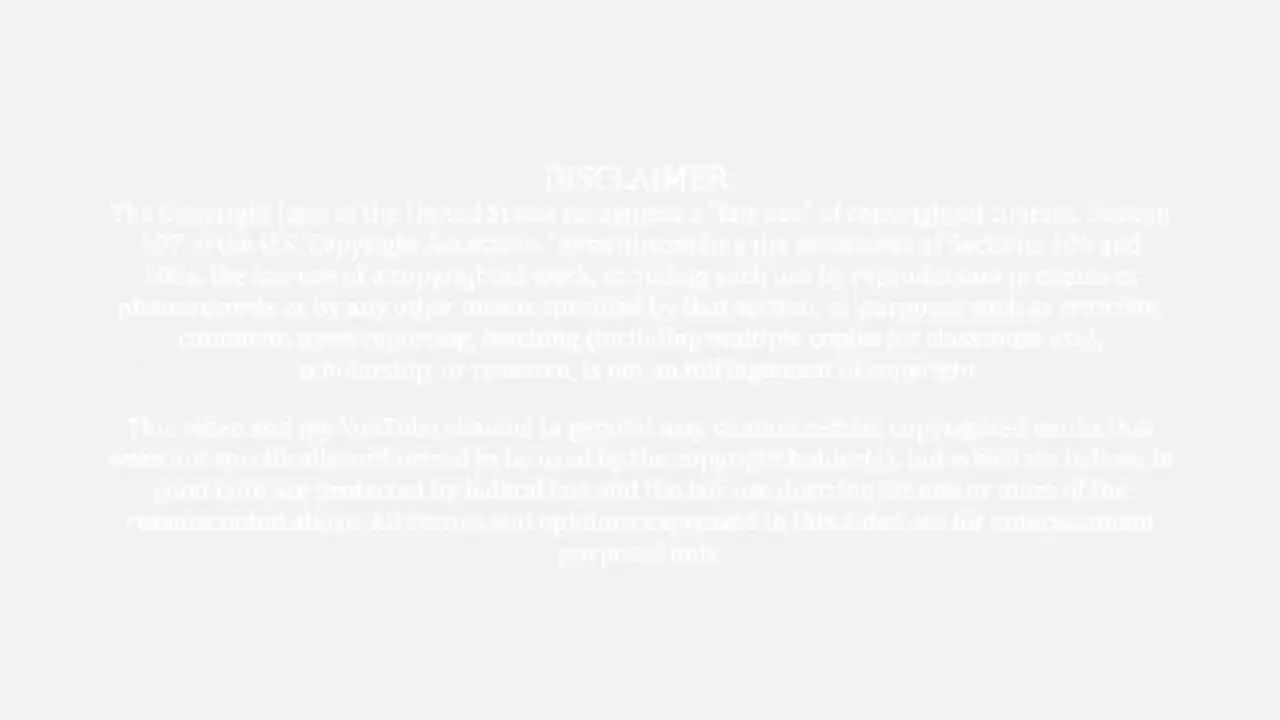 DISCLAIMER
The Copyright Laws of the United States recognizes a "fair use" of copyrighted content. Section
107 of the U.S. Copyright Act states: "notwithstanding the provisions of Sections 106 and
106a, the fair use of a copyrighted work, including such use by reproduction in copies or
phonorecords or by any other means specified by that section, for purposes such as criticism,
comment, news reporting, teaching (including multiple copies for classroom use),
scholarship, or research, is not an infringement of copyright
This video and my YouTube channel in general may contain certain copyrighted works that
were not specifically authorized to be used by the copyright holder(s), but which we believe in
good faith are protected by federal law and the fair use doctrine for one or more of the
reasons noted above. All stories and opinions expressed in this video are for entertainment
purposes only